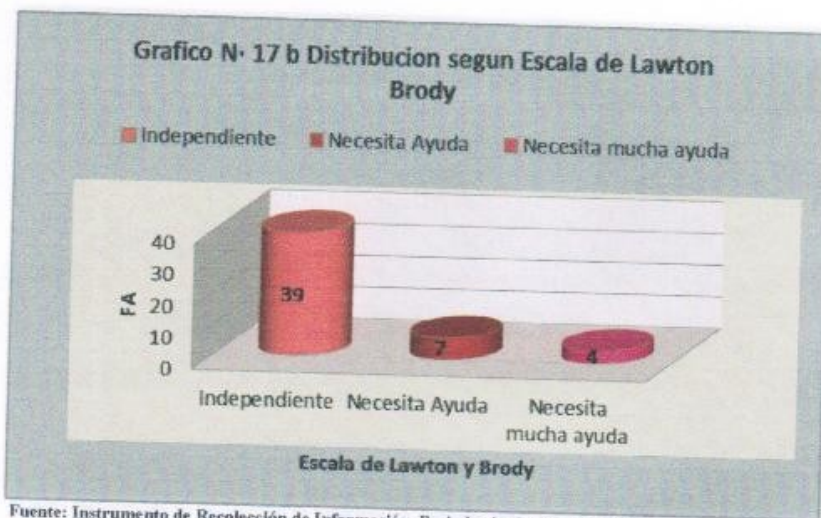 Grafico N· 17 b Distribucion segun Escala de Lawton
Brody
Independiente Necesita Ayuda Necesita mucha ayuda
40
30
20
10
0
FA
39
7
4
Independiente Necesita Ayuda Necesita
mucha ayuda
Escala de Lawton y Brody
Fuente: Instrumento de Recolección de Información